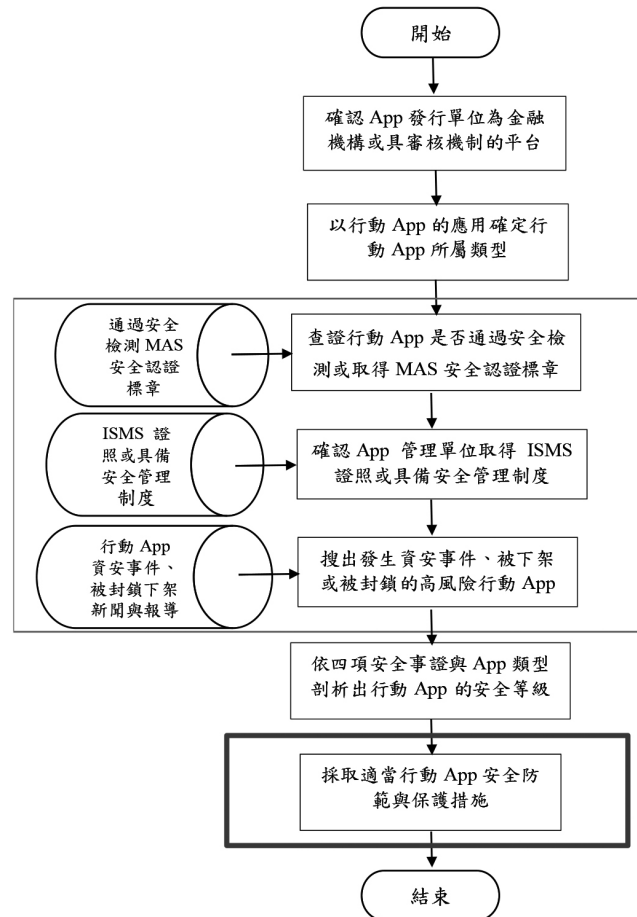 開始
確認 App 發行單位為金融
機構或具審核機制的平台
以行動 App 的應用確定行
動 App 所屬類型
通過安全
檢測 MAS
安全認證
標章
查證行動 App 是否通過安全檢
測或取得 MAS 安全認證標章
ISMS 證
照或具備
安全管理
制度
確認 App 管理單位取得 ISMS
證照或具備安全管理制度
行動 App
資安事件、
被封鎖下架
新聞與報導
搜出發生資安事件、被下架
或被封鎖的高風險行動 App
依四項安全事證與 App 類型
剖析出行動 App 的安全等級
採取適當行動 App 安全防
範與保護措施
結束